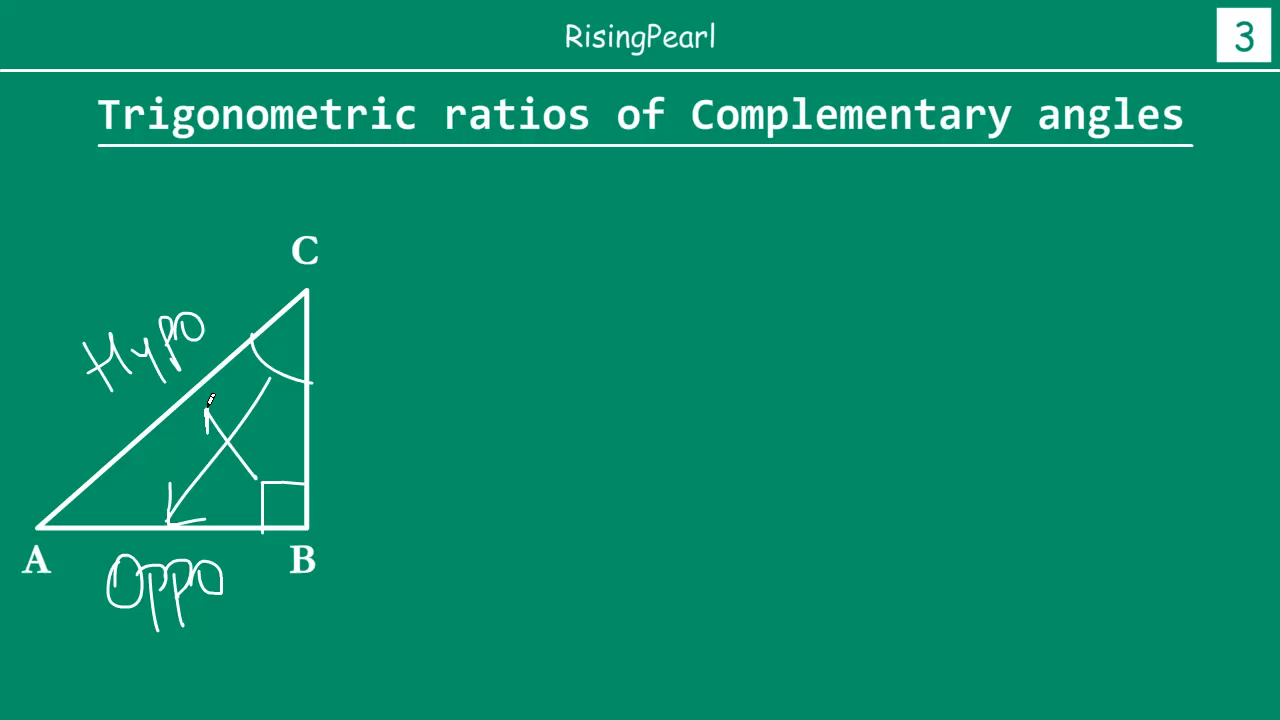 RisingPearl
3
Trigonometric ratios of Complementary angles
C
Hypo
A
B
Oppo